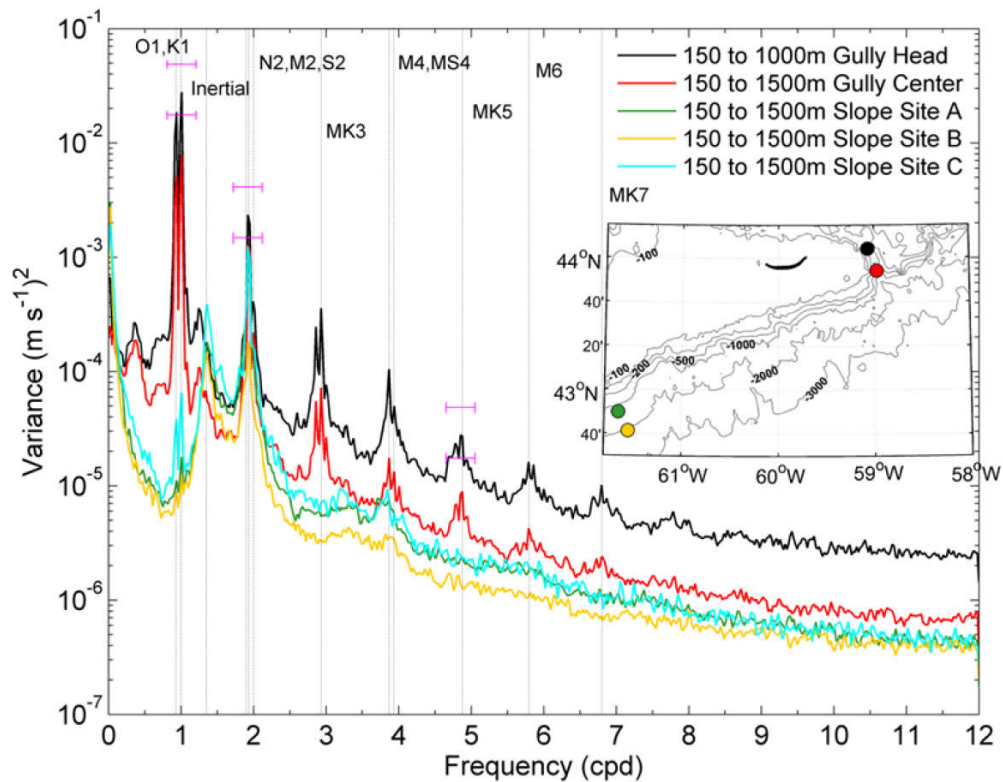 10^-1
10^-2
10^-3
10^-4
10^-5
10^-6
10^-7
Variance (m s^-1)^2
O1,K1
Inertial
N2,M2,S2
MK3
M4,MS4
MK5
M6
MK7
150 to 1000m Gully Head
150 to 1500m Gully Center
150 to 1500m Slope Site A
150 to 1500m Slope Site B
150 to 1500m Slope Site C
44°N
40'
20'
43°N
40'
-100
-100
-200
-500
-1000
-2000
-3000
61°W
60°W
59°W
58°W
0 1 2 3 4 5 6 7 8 9 10 11 12
Frequency (cpd)